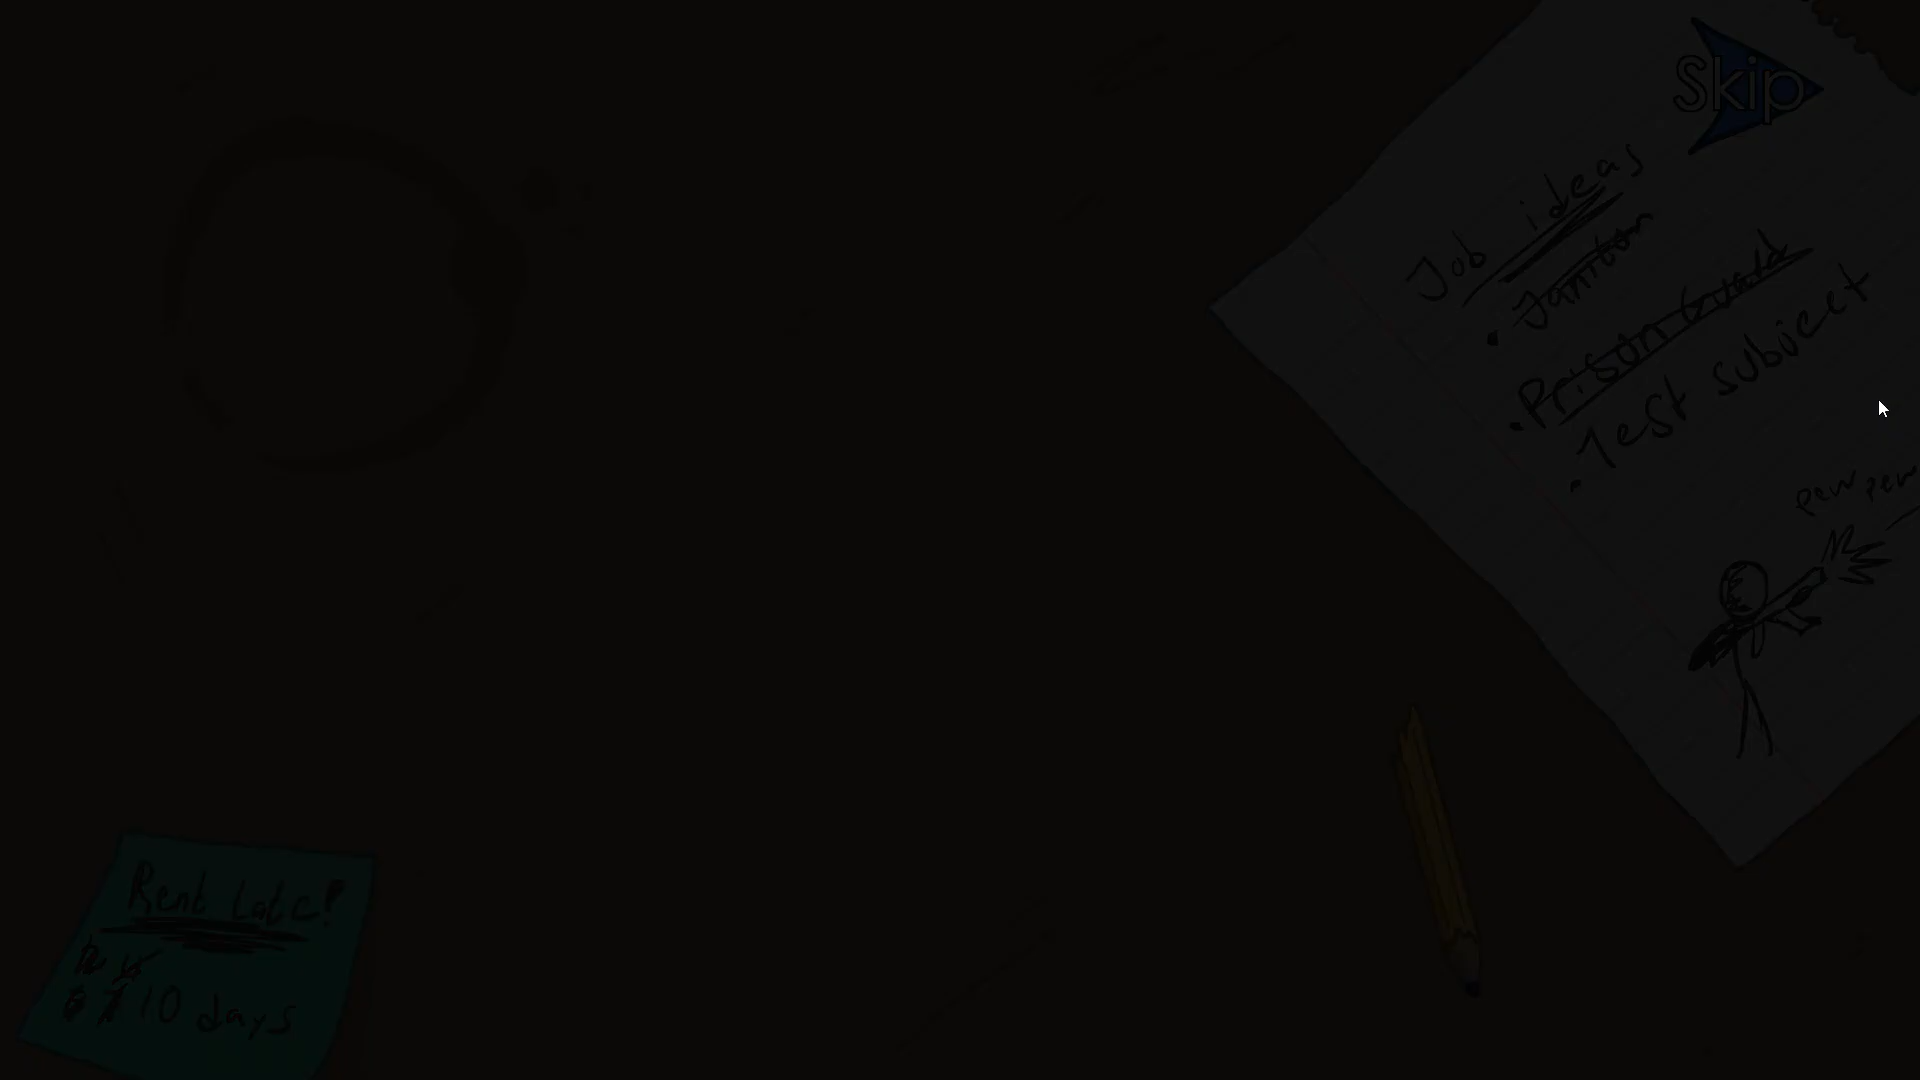 Skip
Job ideas
• Janitor
• Prison Guard
• Test subject
pew pew
Rent Late!
10 days